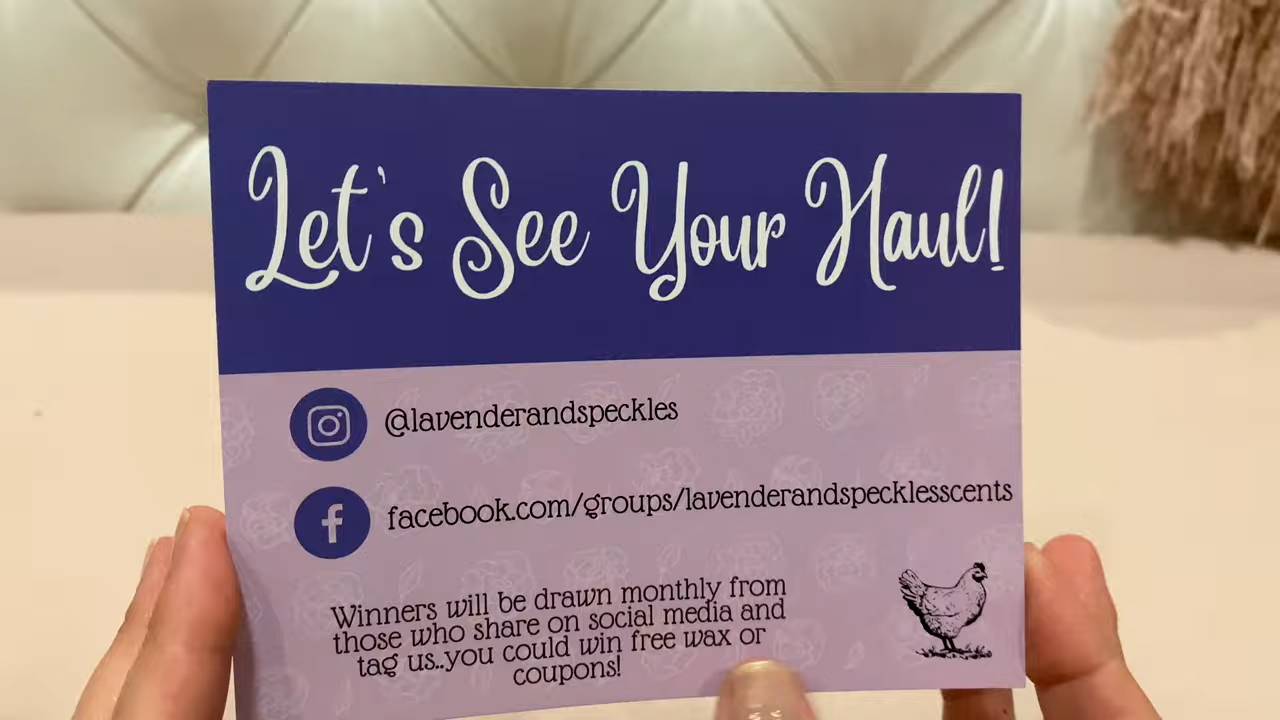 Let's See Your Haul!
@lavenderandspeckles
facebook.com/groups/lavenderandspecklesscents
Winners will be drawn monthly from
those who share on social media and
tag us..you could win free wax or
coupons!